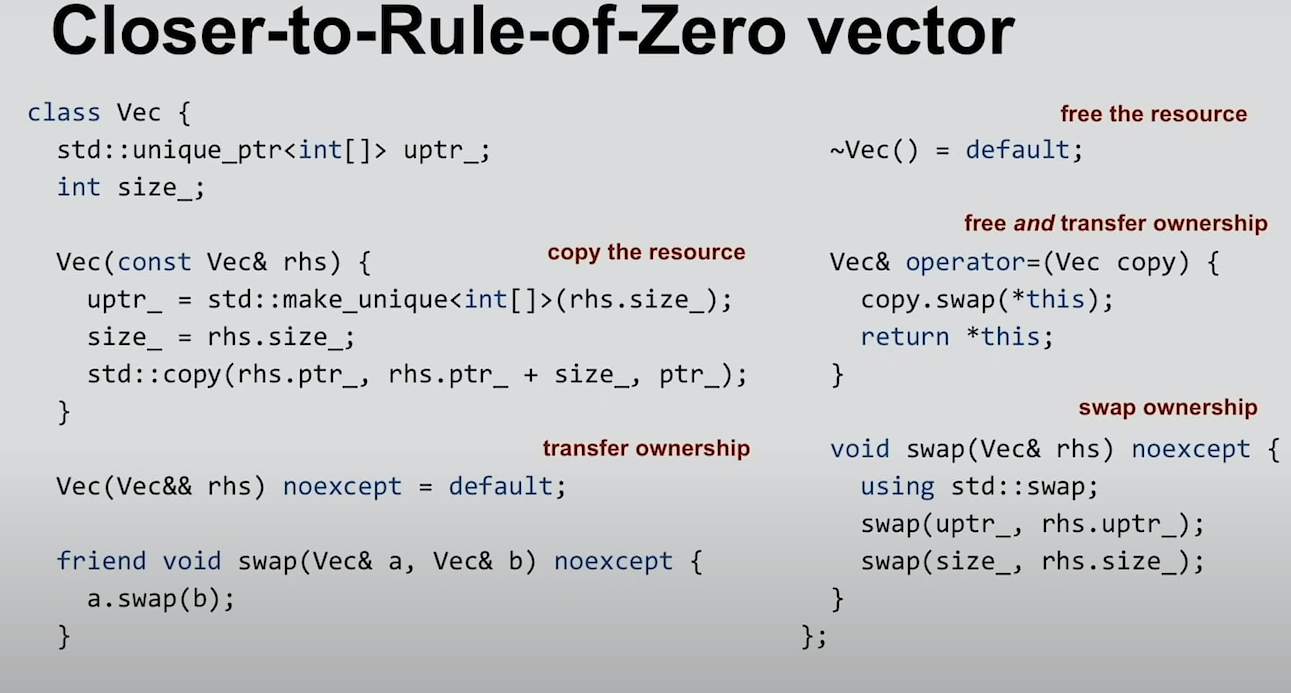 Closer-to-Rule-of-Zero vector
class Vec {
std::unique_ptr<int[]> uptr_;
int size_;
Vec(const Vec& rhs) {
copy the resource
uptr_ = std::make_unique<int[]>(rhs.size_);
size_ = rhs.size_;
std::copy(rhs.ptr_, rhs.ptr_ + size_, ptr_);
}
transfer ownership
Vec(Vec&& rhs) noexcept = default;
friend void swap(Vec& a, Vec& b) noexcept {
a.swap(b);
}
free the resource
~Vec() = default;
free and transfer ownership
Vec& operator=(Vec copy) {
copy.swap(*this);
return *this;
}
swap ownership
void swap(Vec& rhs) noexcept {
using std::swap;
swap(uptr_, rhs.uptr_);
swap(size_, rhs.size_);
}
};